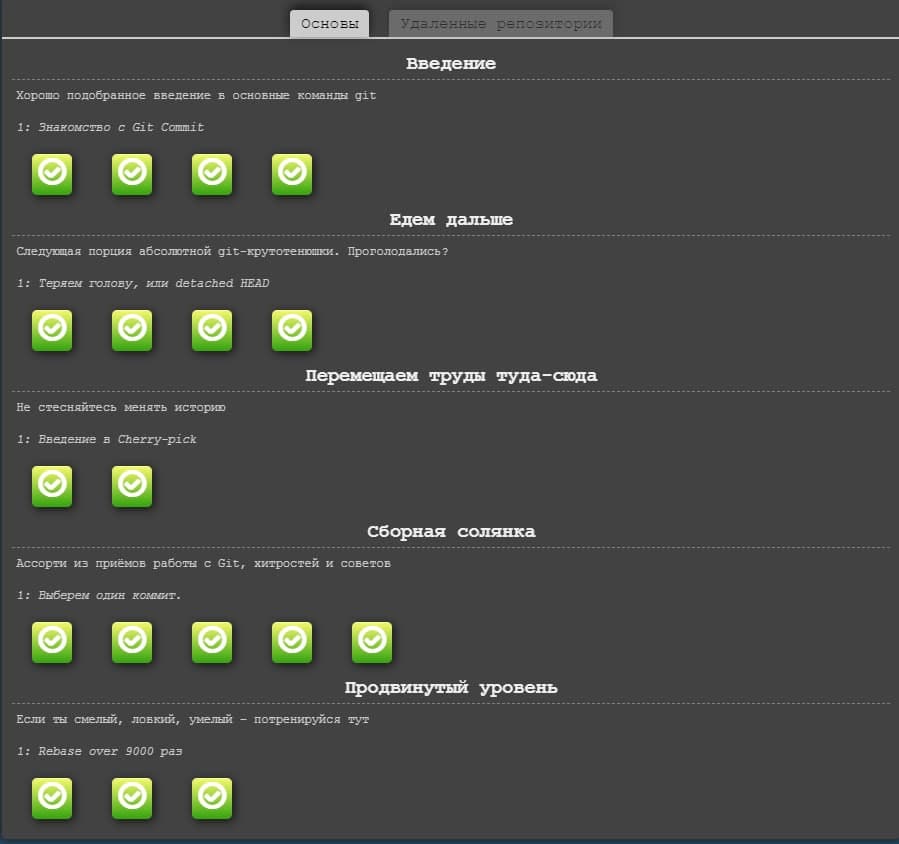 Основы Удаленные репозитории
Введение
Хорошо подобранное введение в основные команды git
1: Знакомство с Git Commit
Едем дальше
Следующая порция абсолютной git-крутотенюшки. Проголодались?
1: Теряем голову, или detached HEAD
Перемещаем труды туда-сюда
Не стесняйтесь менять историю
1: Введение в Cherry-pick
Сборная солянка
Ассорти из приёмов работы с Git, хитростей и советов
1: Выберем один коммит.
Продвинутый уровень
Если ты смелый, ловкий, умелый - потренируйся тут
1: Rebase over 9000 раз